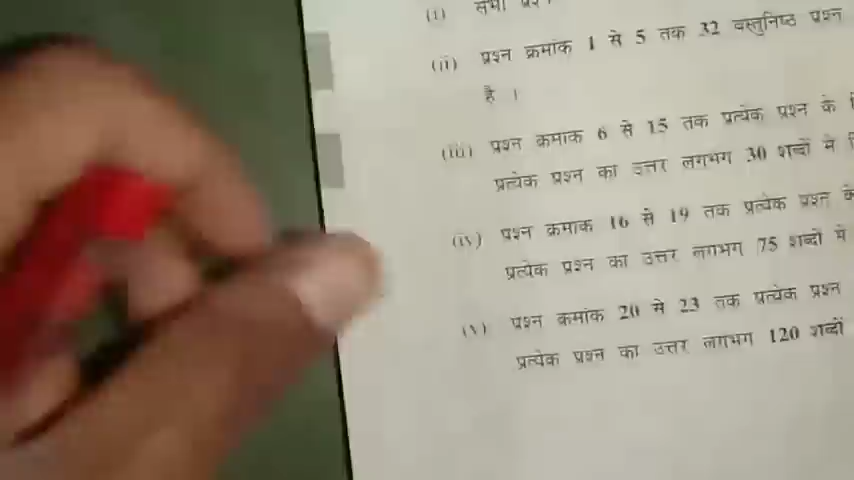 (i) सभी
(ii) प्रश्न क्रमांक 1 से 5 तक 32 वस्तुनिष्ठ प्रश्न
है ।
(iii) प्रश्न क्रमांक 6 से 15 तक प्रत्येक प्रश्न के
प्रत्येक प्रश्न का उत्तर लगभग 30 शब्दों में
(iv) प्रश्न क्रमांक 16 से 19 तक प्रत्येक प्रश्न के
प्रत्येक प्रश्न का उत्तर लगभग 75 शब्दों में
(v) प्रश्न क्रमांक 20 से 23 तक प्रत्येक प्रश्न
प्रत्येक प्रश्न का उत्तर लगभग 120 शब्दों